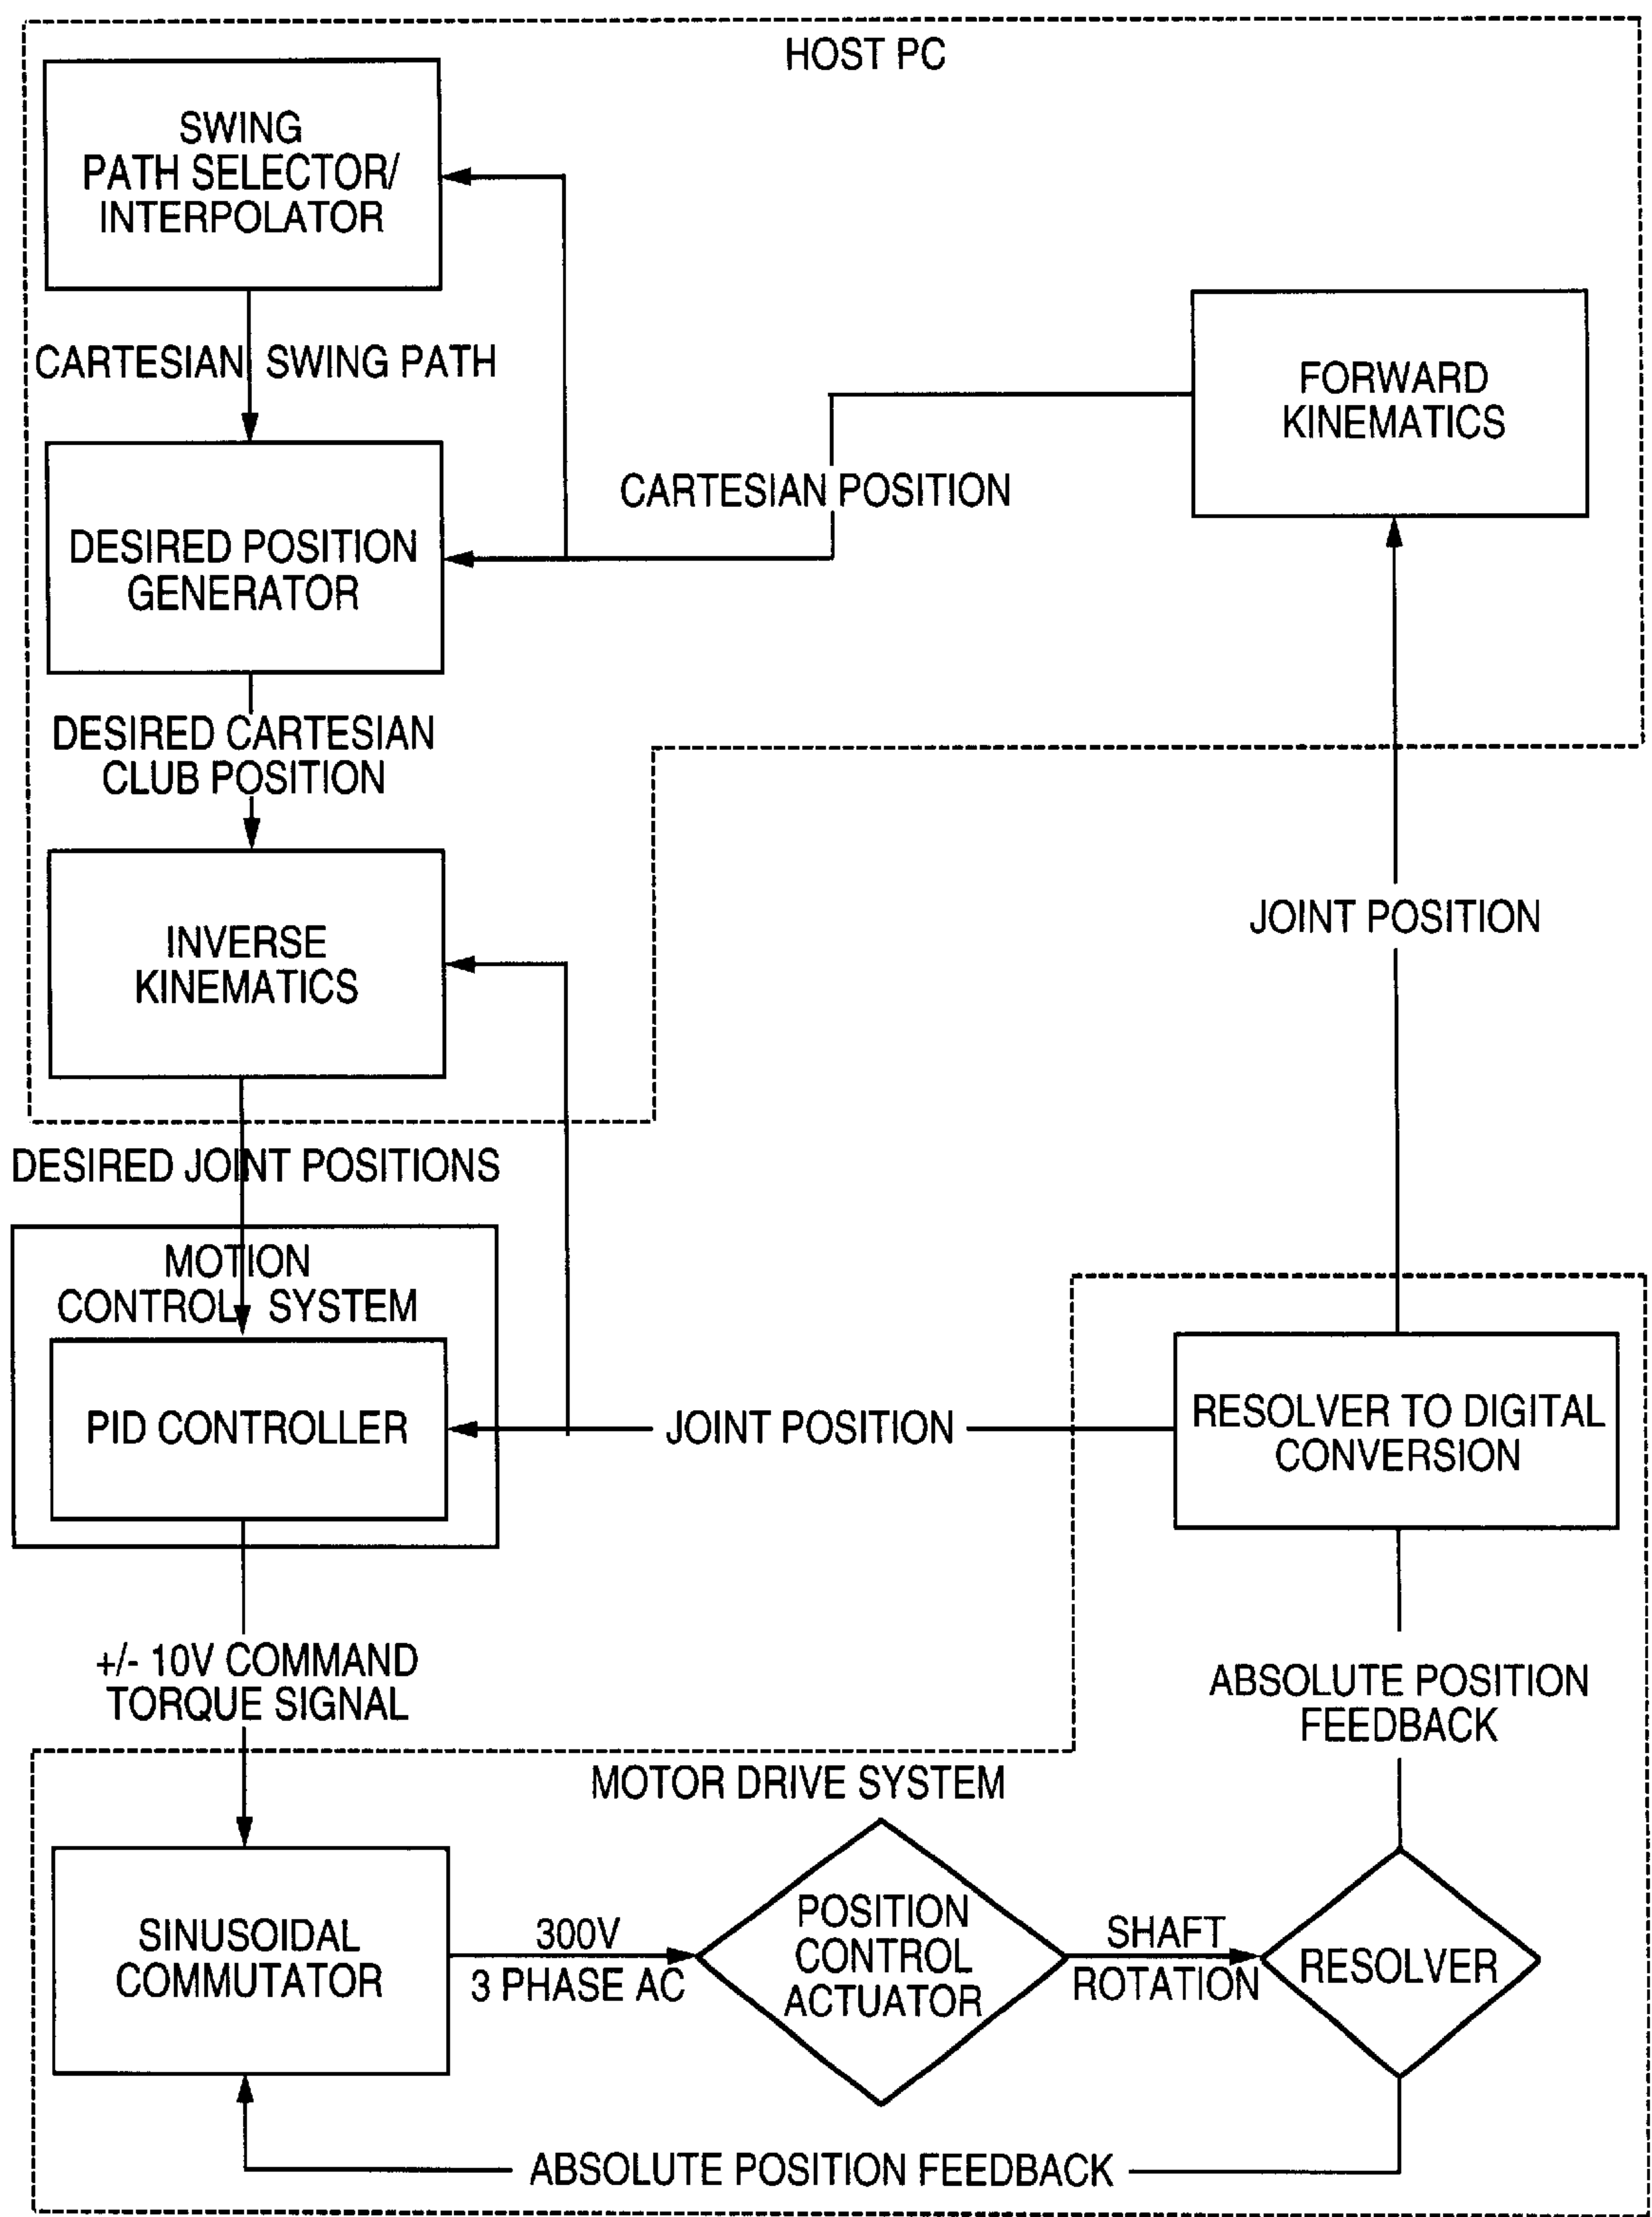 HOST PC
SWING
PATH SELECTOR/
INTERPOLATOR
CARTESIAN SWING PATH
FORWARD
KINEMATICS
CARTESIAN POSITION
DESIRED POSITION
GENERATOR
DESIRED CARTESIAN
CLUB POSITION
INVERSE
KINEMATICS
JOINT POSITION
DESIRED JOINT POSITIONS
MOTION
CONTROL SYSTEM
PID CONTROLLER
JOINT POSITION
RESOLVER TO DIGITAL
CONVERSION
+/- 10V COMMAND
TORQUE SIGNAL
ABSOLUTE POSITION
FEEDBACK
MOTOR DRIVE SYSTEM
SINUSOIDAL
COMMUTATOR
300V
3 PHASE AC
POSITION
CONTROL
ACTUATOR
SHAFT
ROTATION
RESOLVER
ABSOLUTE POSITION FEEDBACK